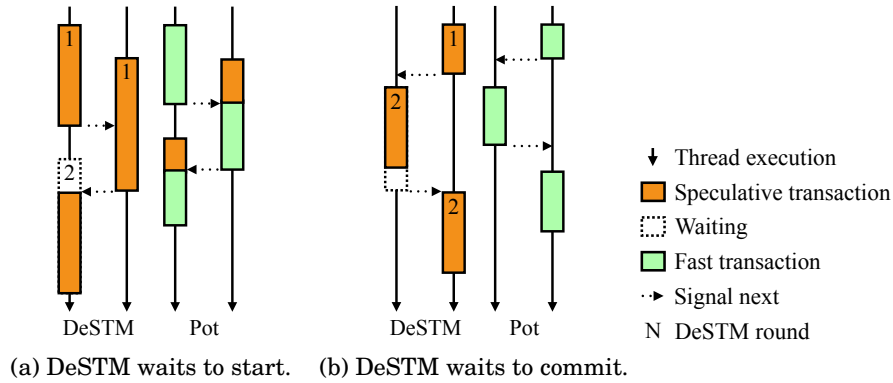 1
1
2
1
2
2
Thread execution
Speculative transaction
Waiting
Fast transaction
Signal next
N DeSTM round
DeSTM Pot
DeSTM Pot
(a) DeSTM waits to start.
(b) DeSTM waits to commit.